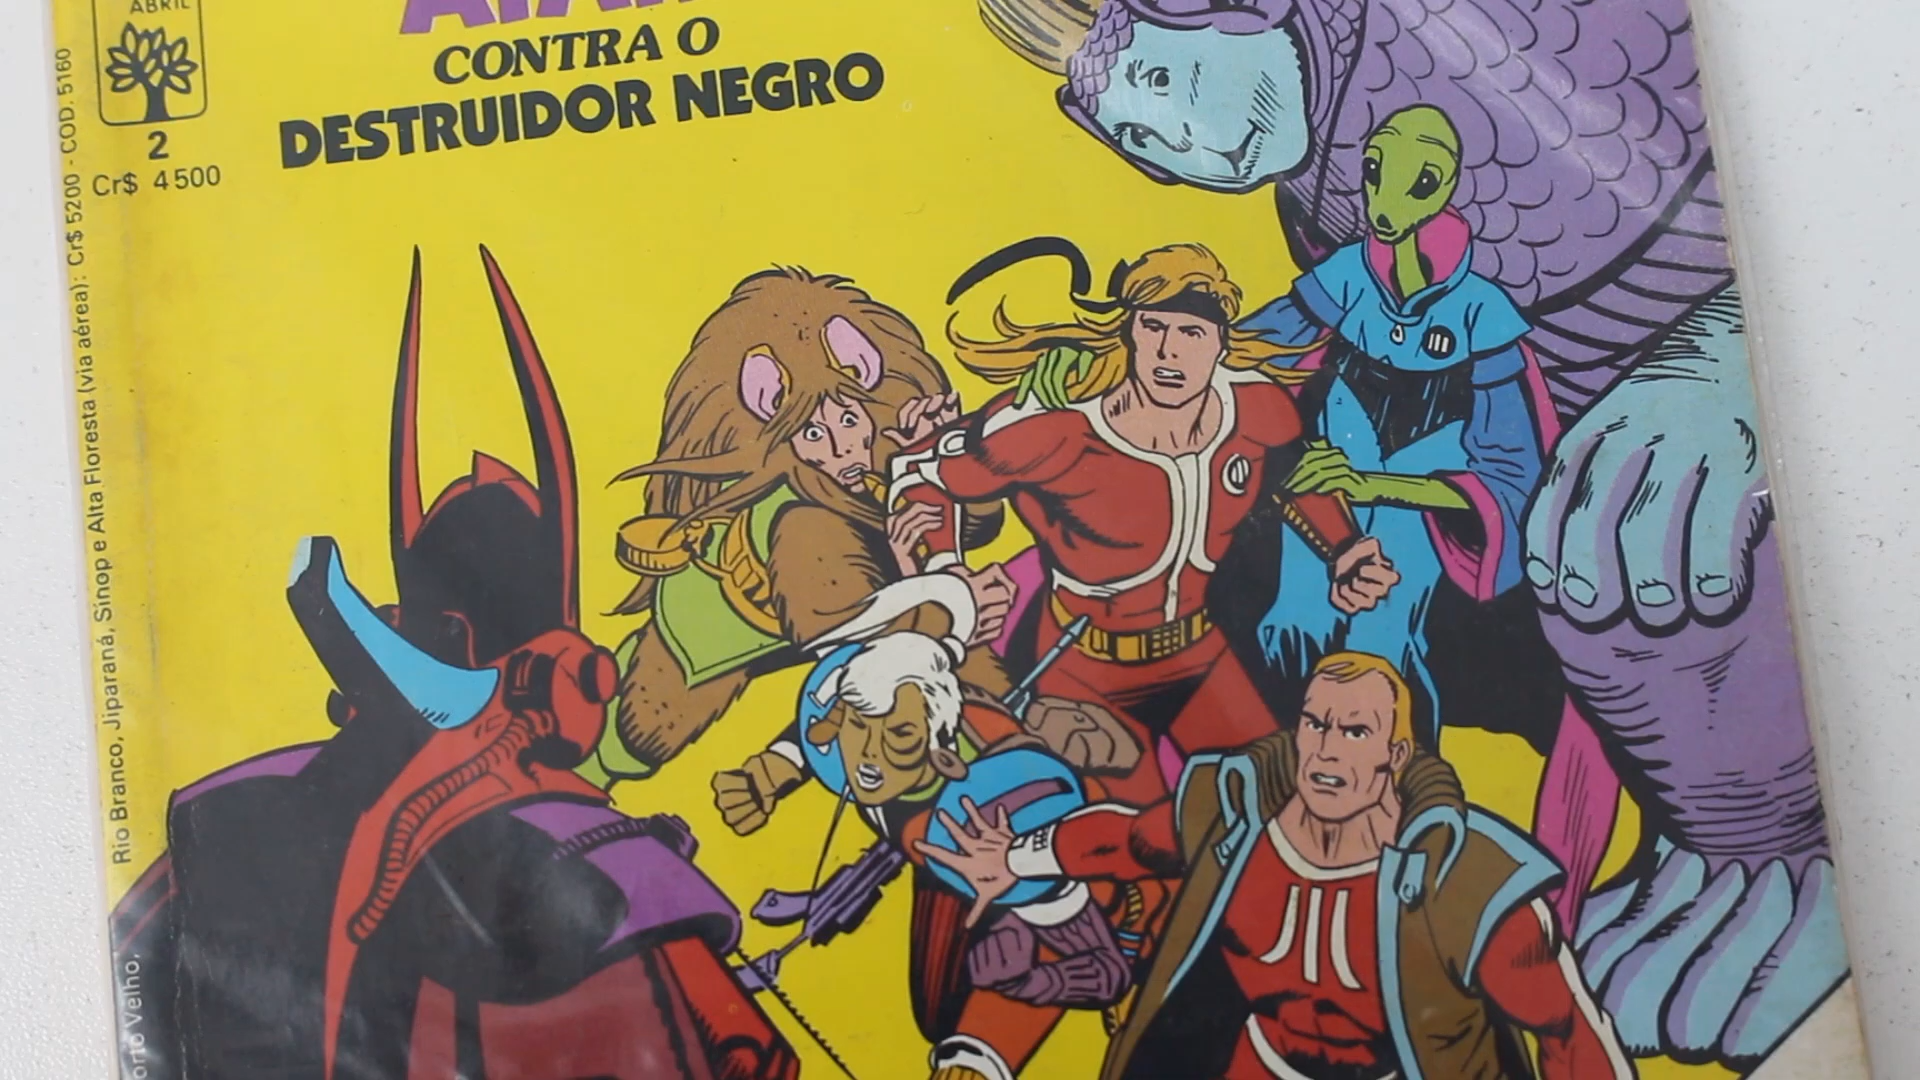 ABRIL
CONTRA O
DESTRUIDOR NEGRO
2
Cr$ 4500
Rio Branco, Jiparaná, Sinop e Alta Floresta (via aérea): Cr$ 5200 - COD. 5160
Velho,